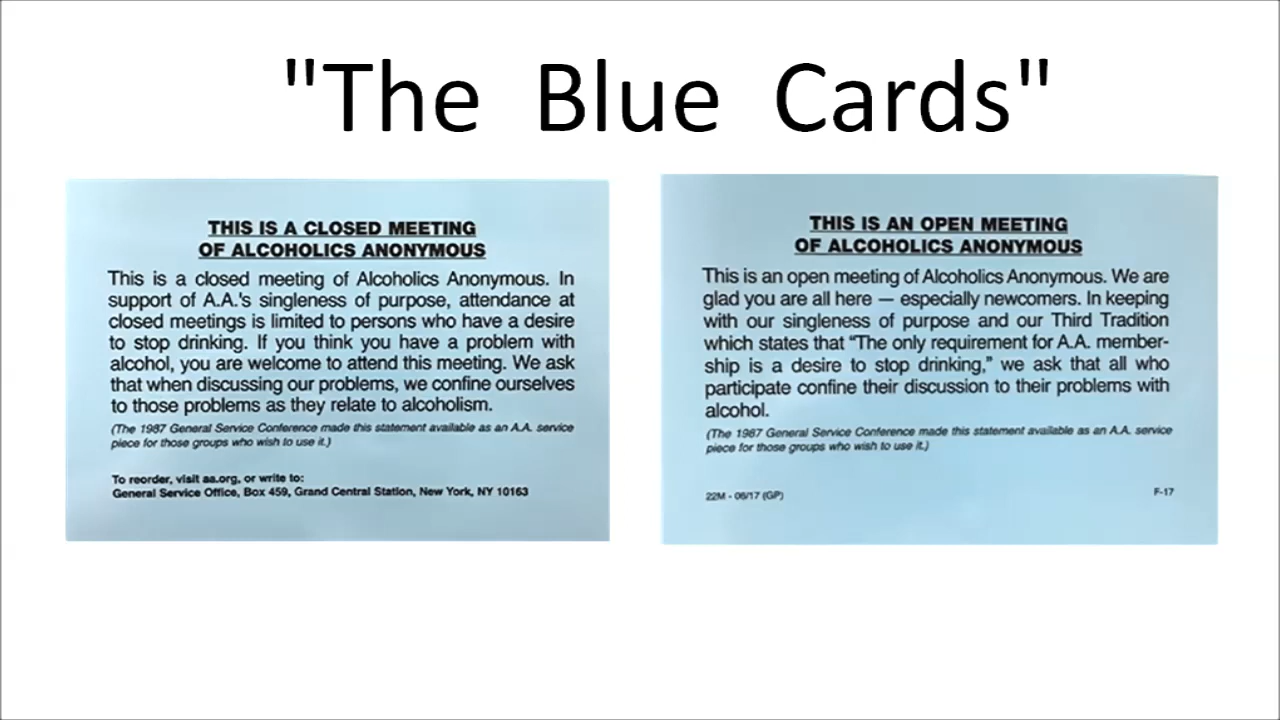 "The Blue Cards"
THIS IS A CLOSED MEETING
OF ALCOHOLICS ANONYMOUS
This is a closed meeting of Alcoholics Anonymous. In
support of A.A.'s singleness of purpose, attendance at
closed meetings is limited to persons who have a desire
to stop drinking. If you think you have a problem with
alcohol, you are welcome to attend this meeting. We ask
that when discussing our problems, we confine ourselves
to those problems as they relate to alcoholism.
(The 1987 General Service Conference made this statement available as an A.A. service
piece for those groups who wish to use it.)
To reorder, visit aa.org, or write to:
General Service Office, Box 459, Grand Central Station, New York, NY 10163
THIS IS AN OPEN MEETING
OF ALCOHOLICS ANONYMOUS
This is an open meeting of Alcoholics Anonymous. We are
glad you are all here — especially newcomers. In keeping
with our singleness of purpose and our Third Tradition
which states that “The only requirement for A.A. member-
ship is a desire to stop drinking,” we ask that all who
participate confine their discussion to their problems with
alcohol.
(The 1987 General Service Conference made this statement available as an A.A. service
piece for those groups who wish to use it.)
22M - 06/17 (GP)
F-17